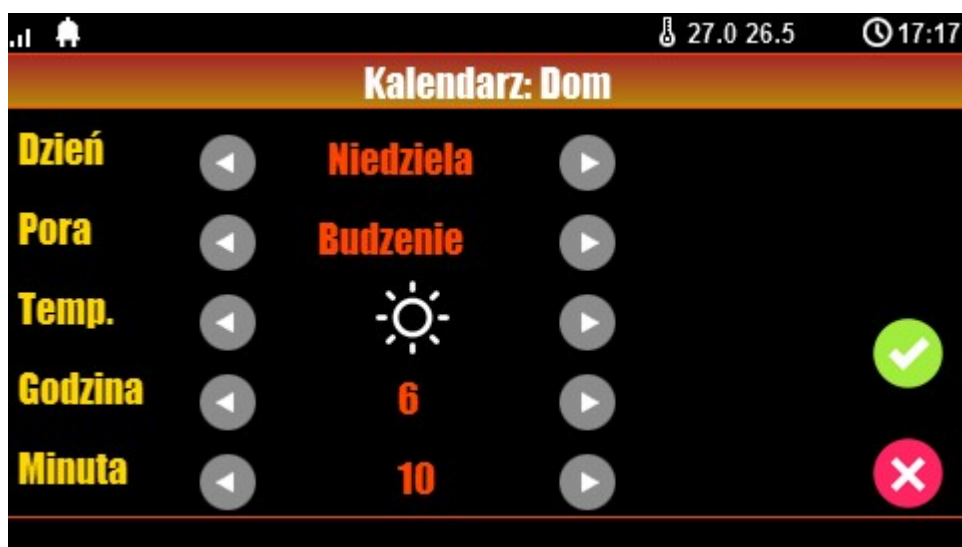 27.0 26.5 17:17
Kalendarz: Dom
Dzień Niedziela
Pora Budzenie
Temp.
Godzina 6
Minuta 10